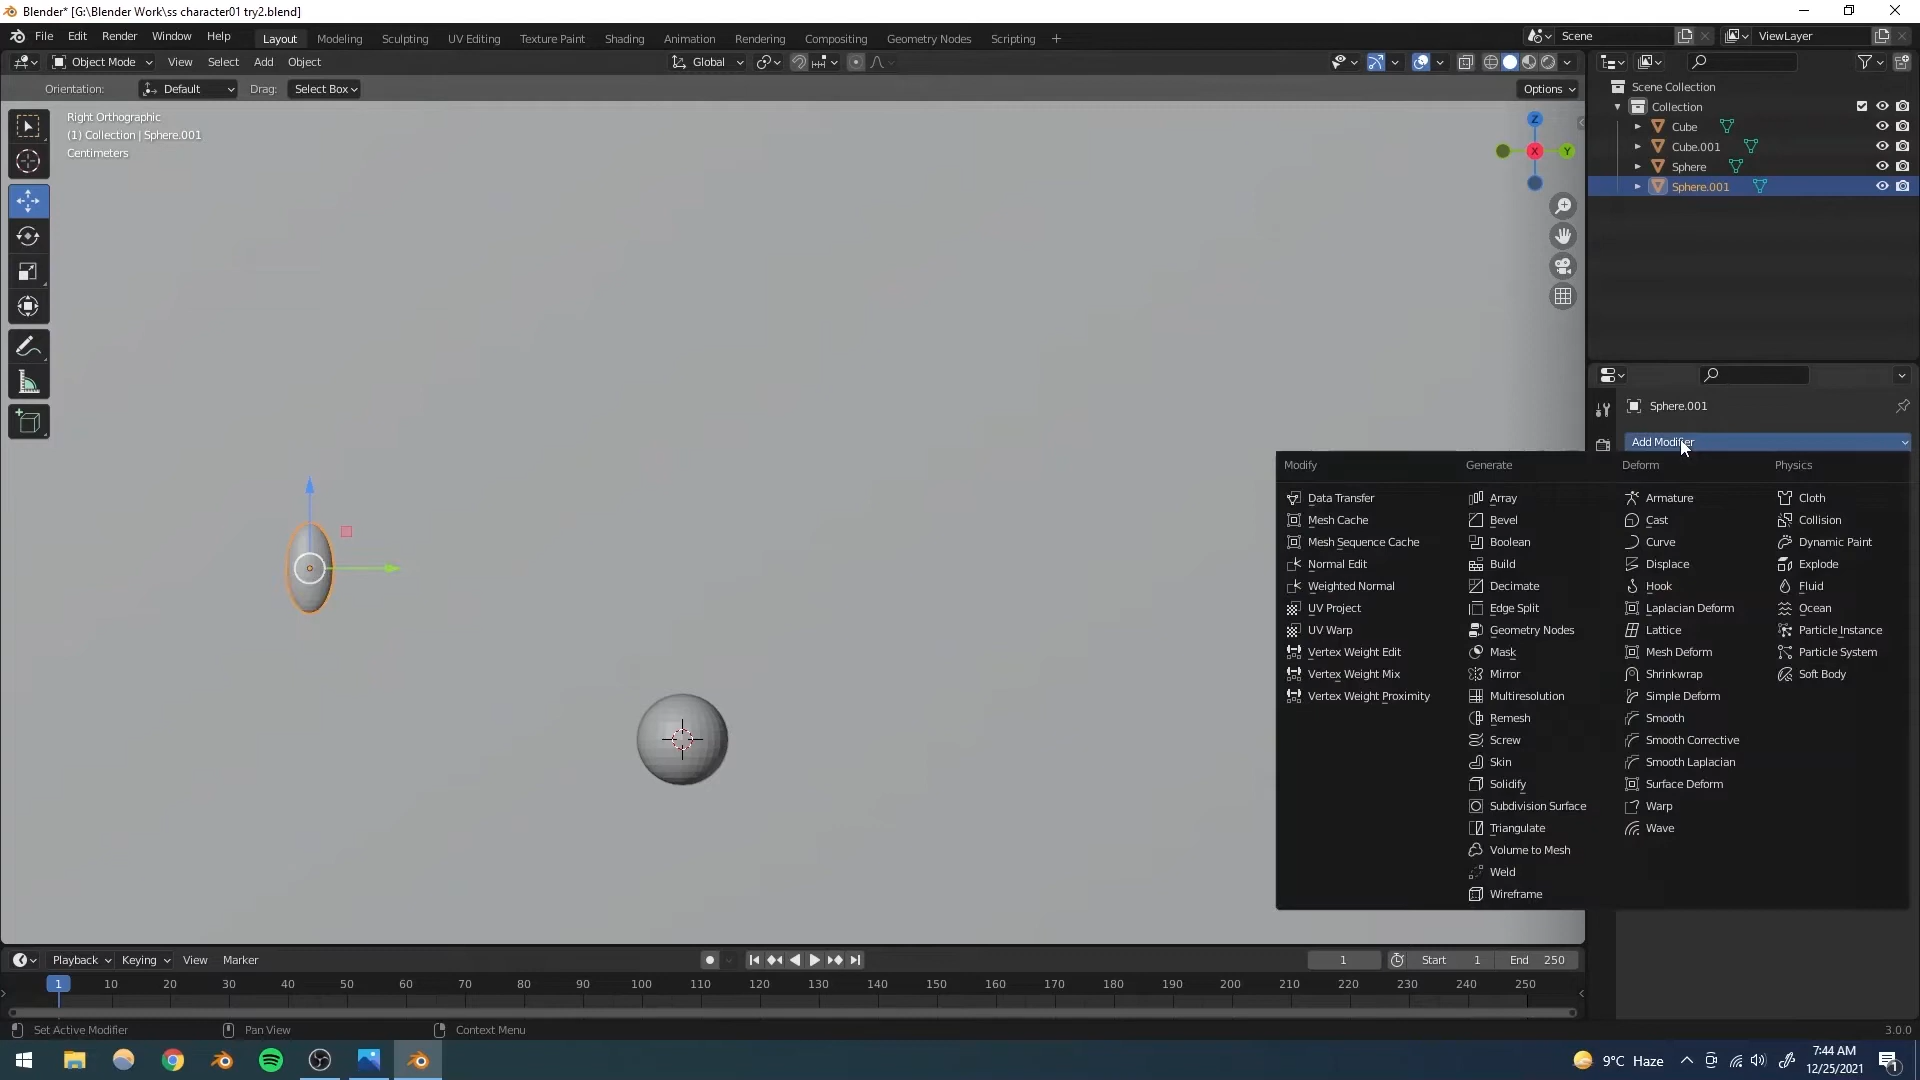 Blender* [G:\Blender Work\ss character01 try2.blend]
File Edit Render Window Help Layout Modeling Sculpting UV Editing Texture Paint Shading Animation Rendering Compositing Geometry Nodes Scripting + Scene ViewLayer
Object Mode View Select Add Object Global
Orientation: Default Drag: Select Box Options
Right Orthographic
(1) Collection | Sphere.001
Centimeters
Z
X
Y
Scene Collection
Collection
Cube
Cube.001
Sphere
Sphere.001
Sphere.001
Add Modifier
Modify
Data Transfer
Mesh Cache
Mesh Sequence Cache
Normal Edit
Weighted Normal
UV Project
UV Warp
Vertex Weight Edit
Vertex Weight Mix
Vertex Weight Proximity
Generate
Array
Bevel
Boolean
Build
Decimate
Edge Split
Geometry Nodes
Mask
Mirror
Multiresolution
Remesh
Screw
Skin
Solidify
Subdivision Surface
Triangulate
Volume to Mesh
Weld
Wireframe
Deform
Armature
Cast
Curve
Displace
Hook
Laplacian Deform
Lattice
Mesh Deform
Shrinkwrap
Simple Deform
Smooth
Smooth Corrective
Smooth Laplacian
Surface Deform
Warp
Wave
Physics
Cloth
Collision
Dynamic Paint
Explode
Fluid
Ocean
Particle Instance
Particle System
Soft Body
Playback Keying View Marker 1 Start 1 End 250
1 10 20 30 40 50 60 70 80 90 100 110 120 130 140 150 160 170 180 190 200 210 220 230 240 250
Set Active Modifier Pan View Context Menu 3.0.0
9°C Haze
7:44 AM
12/25/2021
1